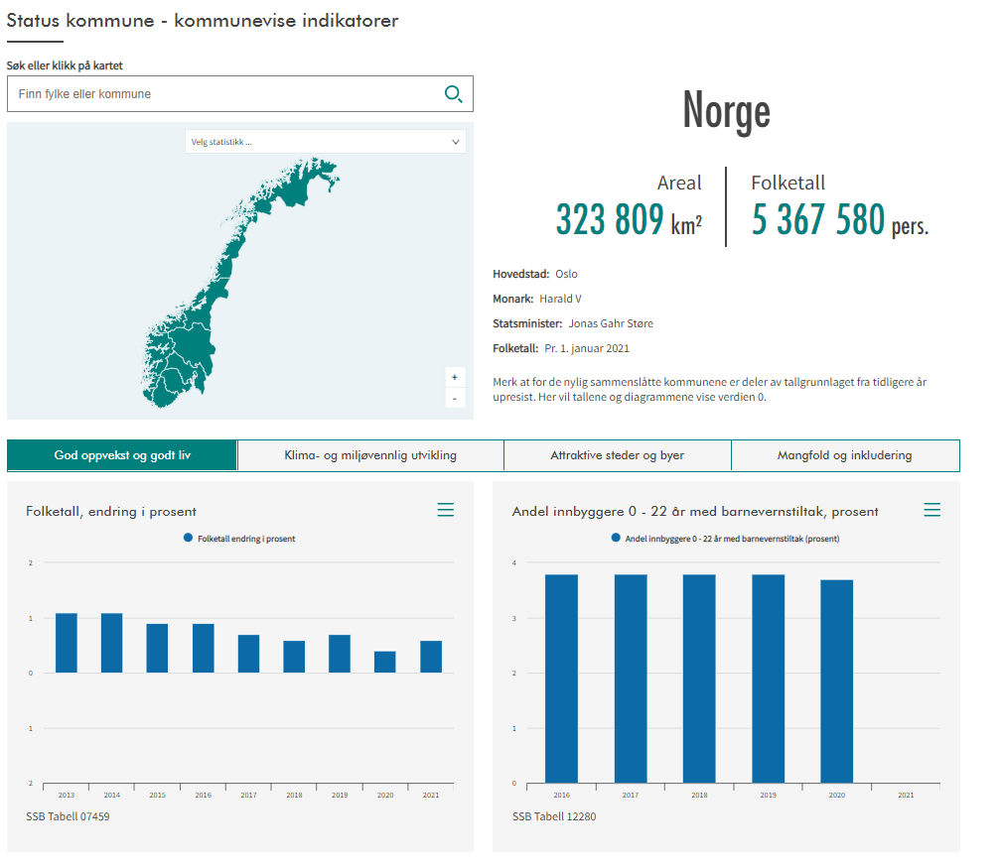 Status kommune - kommunevise indikatorer
Søk eller klikk på kartet
Finn fylke eller kommune
Velg statistikk ...
+
-
Norge
Areal
323 809 km²
Folketall
5 367 580 pers.
Hovedstad: Oslo
Monark: Harald V
Statsminister: Jonas Gahr Støre
Folketall: Pr. 1. januar 2021
Merk at for de nylig sammenslåtte kommunene er deler av tallgrunnlaget fra tidligere år
upresist. Her vil tallene og diagrammene vise verdien 0.
God oppvekst og godt liv
Klima- og miljøvennlig utvikling
Attraktive steder og byer
Mangfold og inkludering
Folketall, endring i prosent
Folketall endring i prosent
2
1
0
1
2
2013 2014 2015 2016 2017 2018 2019 2020 2021
SSB Tabell 07459
Andel innbyggere 0 - 22 år med barnevernstiltak, prosent
Andel innbyggere 0 - 22 år med barnevernstiltak (prosent)
4
3
2
1
0
2016 2017 2018 2019 2020 2021
SSB Tabell 12280